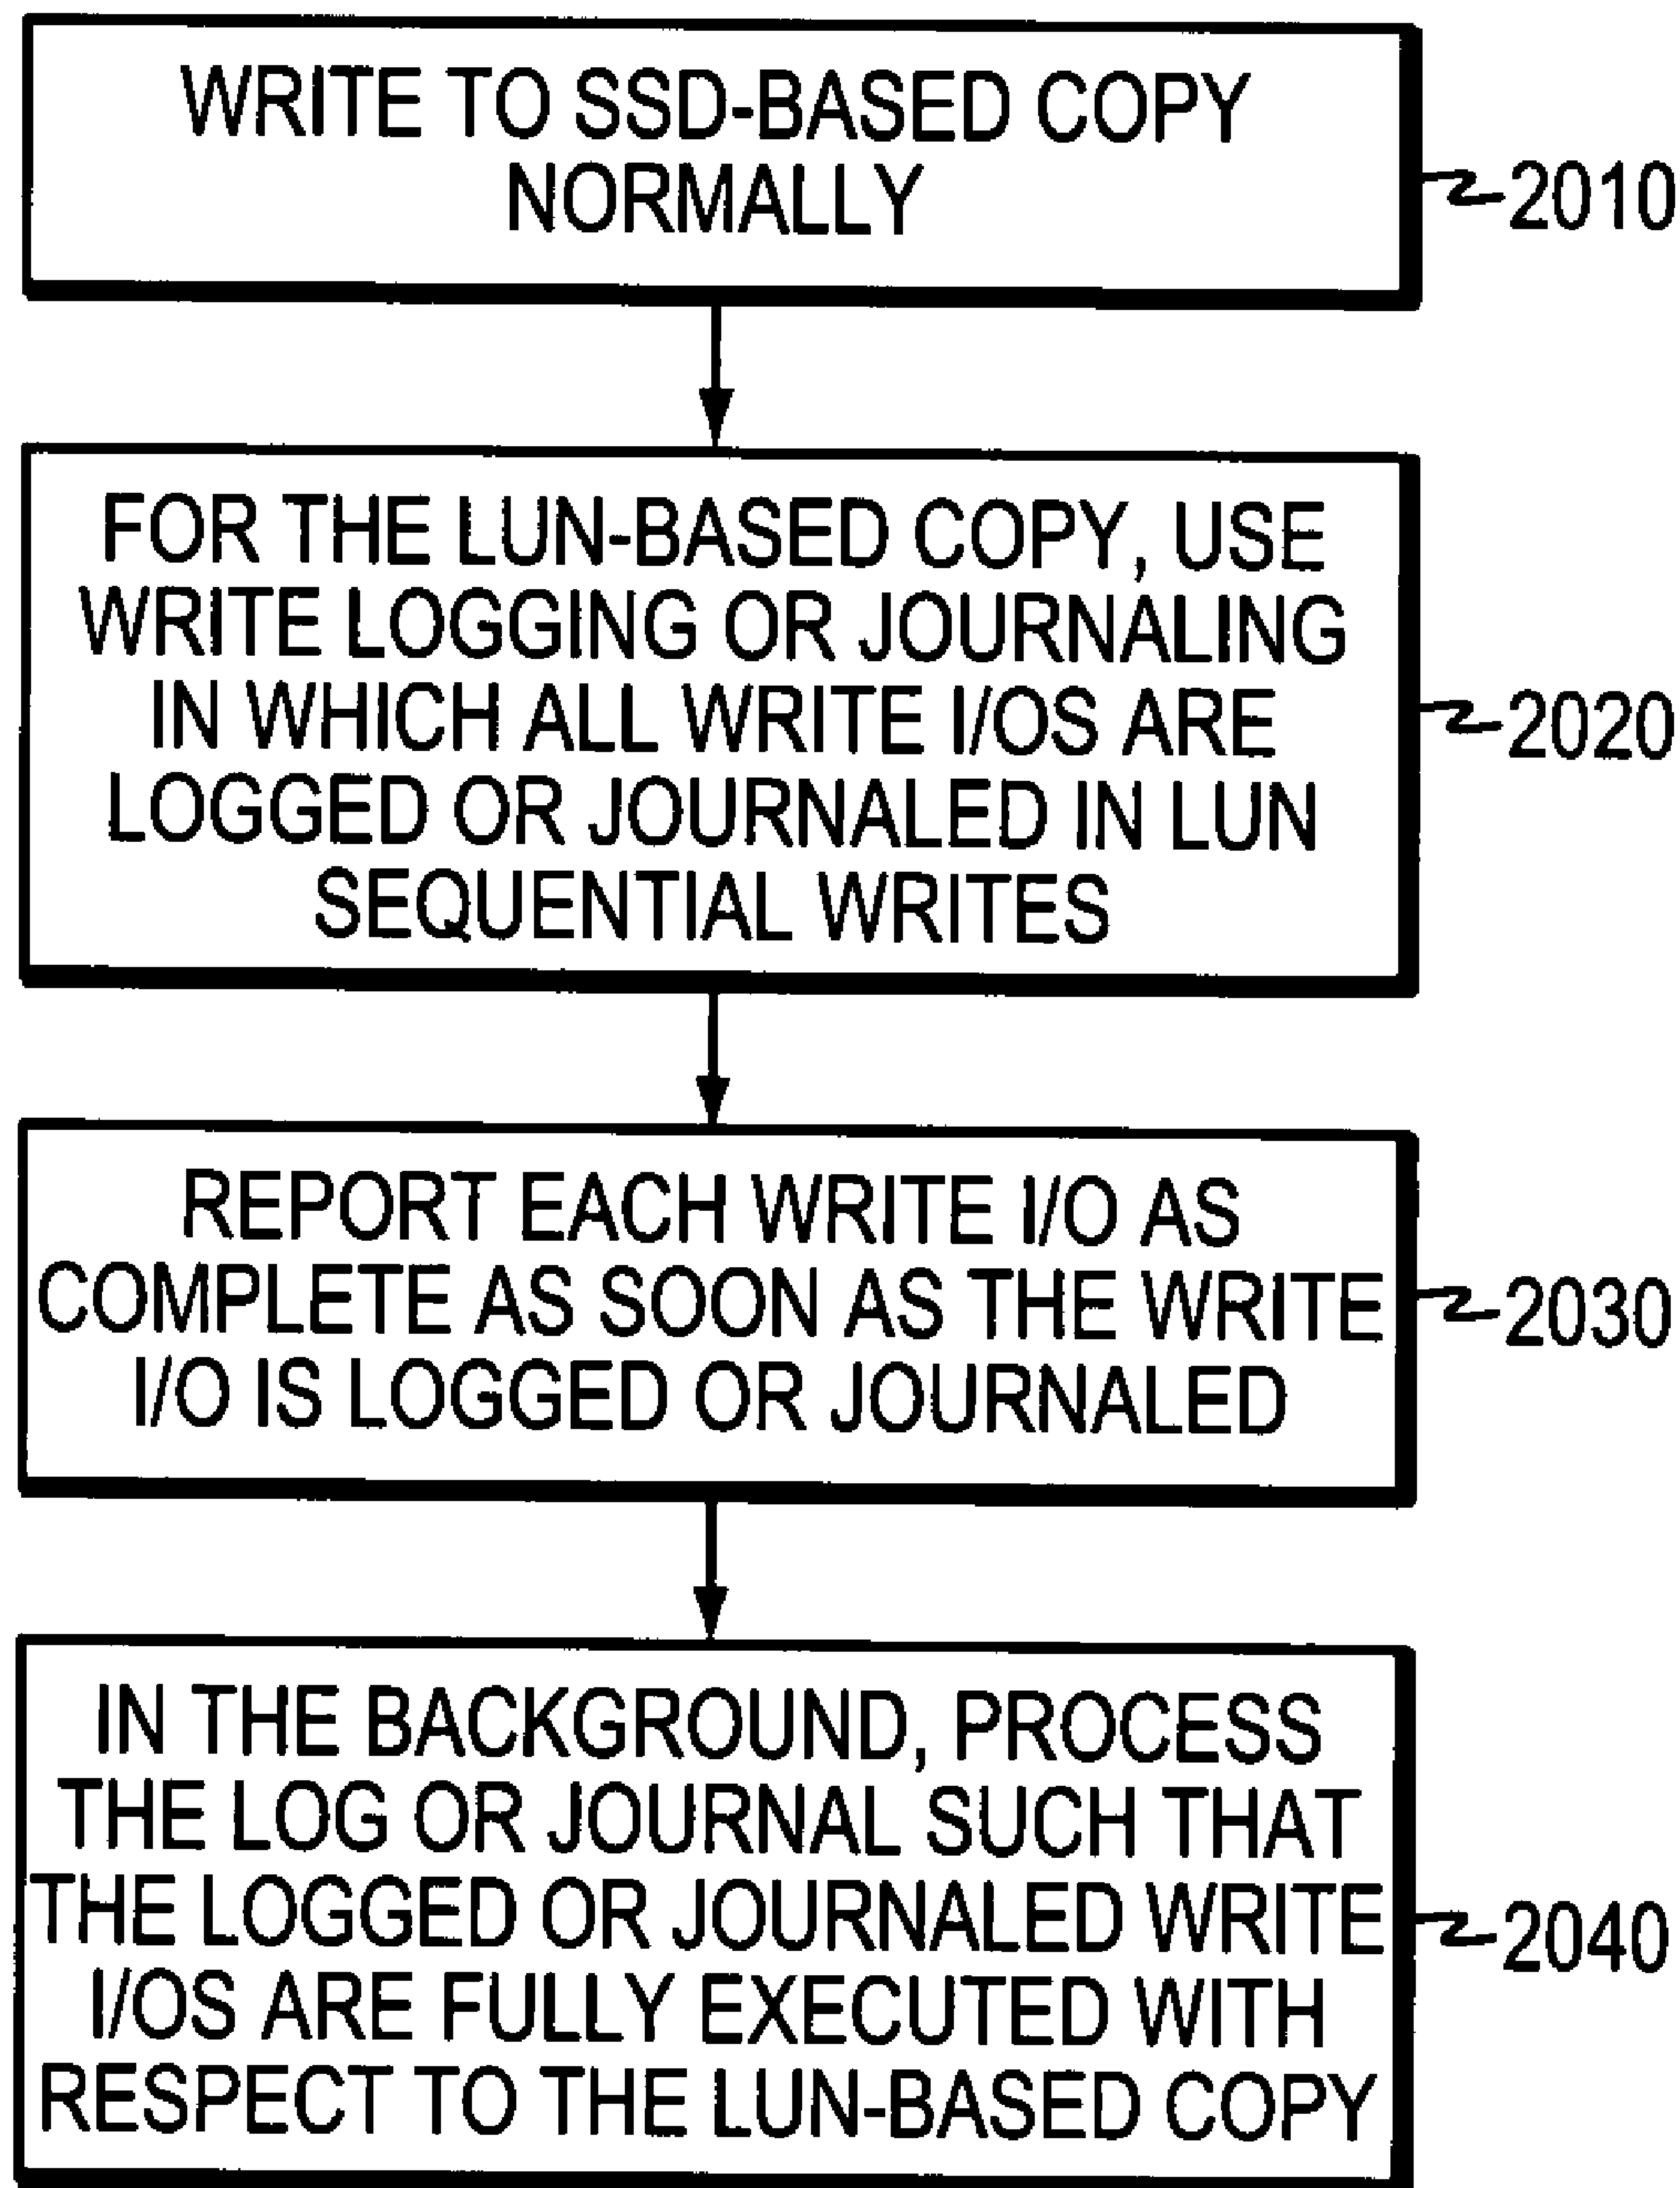 WRITE TO SSD-BASED COPY
NORMALLY
2010
FOR THE LUN-BASED COPY, USE
WRITE LOGGING OR JOURNALING
IN WHICH ALL WRITE I/OS ARE
LOGGED OR JOURNALED IN LUN
SEQUENTIAL WRITES
2020
REPORT EACH WRITE I/O AS
COMPLETE AS SOON AS THE WRITE
I/O IS LOGGED OR JOURNALED
2030
IN THE BACKGROUND, PROCESS
THE LOG OR JOURNAL SUCH THAT
THE LOGGED OR JOURNALED WRITE
I/OS ARE FULLY EXECUTED WITH
RESPECT TO THE LUN-BASED COPY
2040